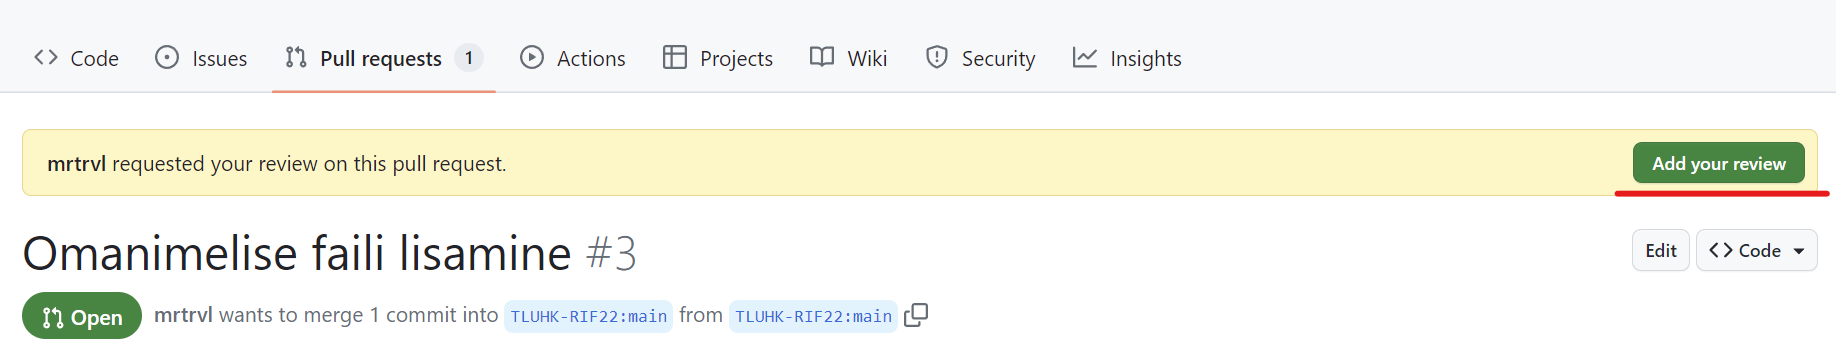 Code Issues Pull requests 1 Actions Projects Wiki Security Insights
mrtrvl requested your review on this pull request. Add your review
Omanimelise faili lisamine #3 Edit Code
Open mrtrvl wants to merge 1 commit into TLUHK-RIF22:main from TLUHK-RIF22:main